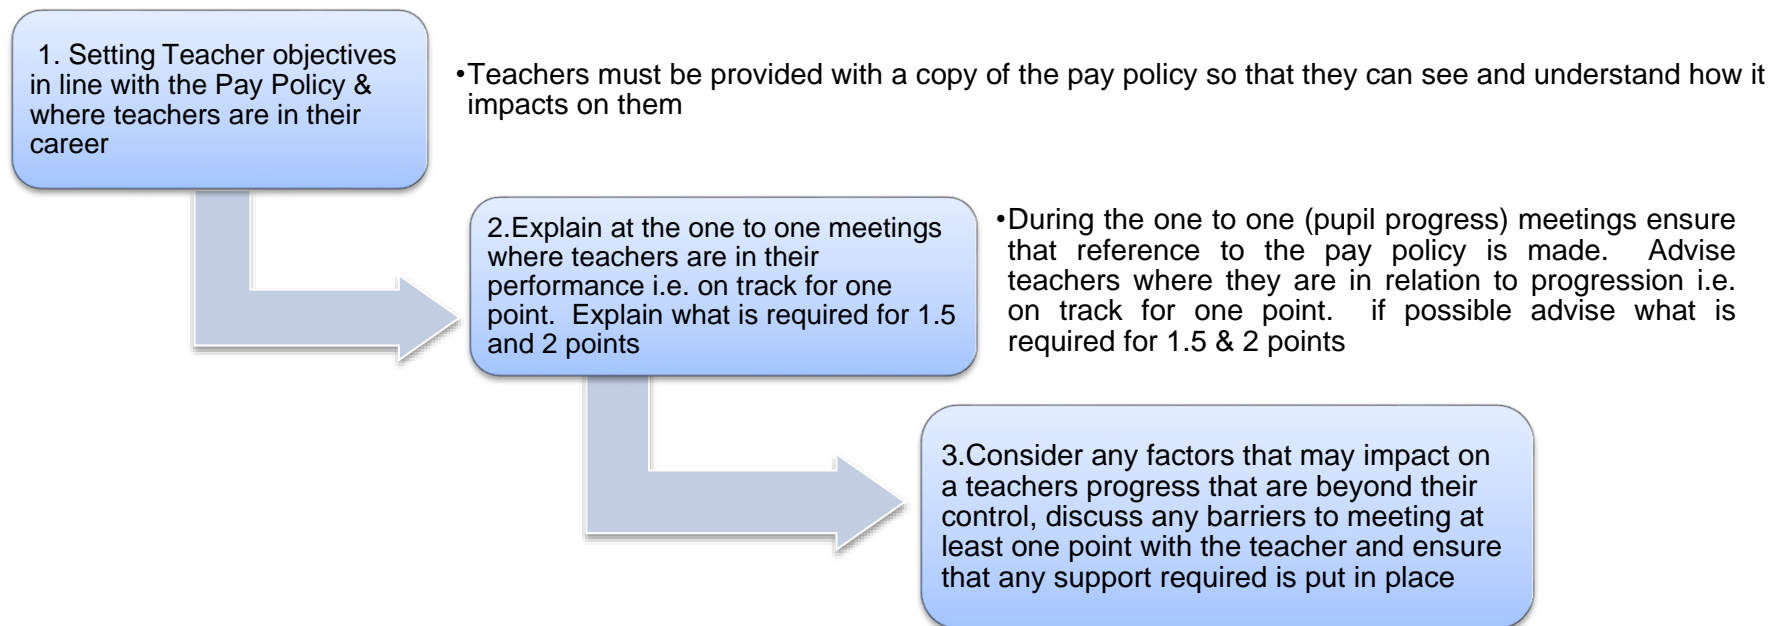 1. Setting Teacher objectives
in line with the Pay Policy &
where teachers are in their
career
•Teachers must be provided with a copy of the pay policy so that they can see and understand how it
impacts on them
2.Explain at the one to one meetings
where teachers are in their
performance i.e. on track for one
point. Explain what is required for 1.5
and 2 points
•During the one to one (pupil progress) meetings ensure
that reference to the pay policy is made. Advise
teachers where they are in relation to progression i.e.
on track for one point. if possible advise what is
required for 1.5 & 2 points
3.Consider any factors that may impact on
a teachers progress that are beyond their
control, discuss any barriers to meeting at
least one point with the teacher and ensure
that any support required is put in place